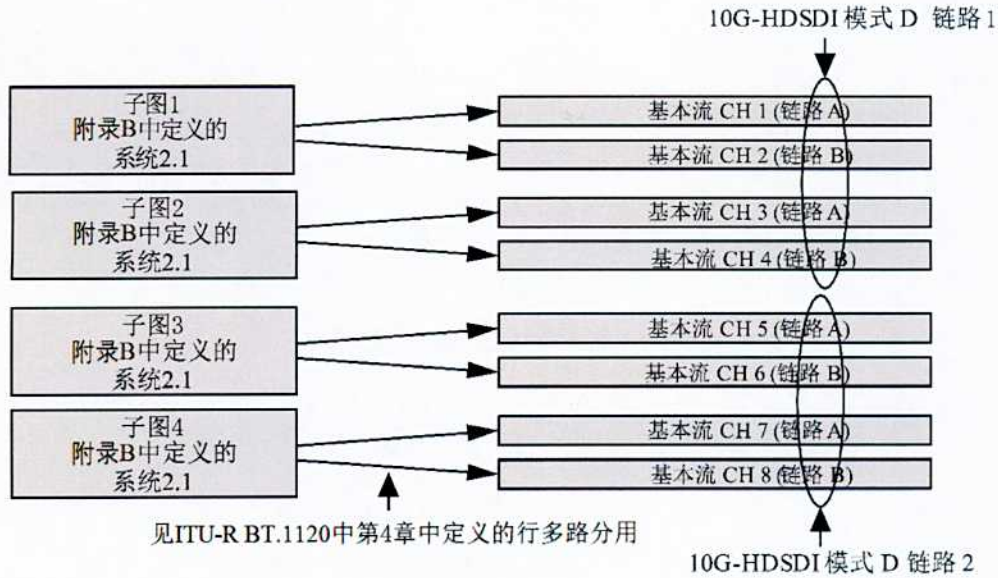 10G-HDSDI 模式 D 链路 1
子图1
附录B中定义的
系统2.1
基本流 CH 1 (链路 A)
基本流 CH 2 (链路 B)
子图2
附录B中定义的
系统2.1
基本流 CH 3 (链路 A)
基本流 CH 4 (链路 B)
子图3
附录B中定义的
系统2.1
基本流 CH 5 (链路 A)
基本流 CH 6 (链路 B)
子图4
附录B中定义的
系统2.1
基本流 CH 7 (链路 A)
基本流 CH 8 (链路 B)
见ITU-R BT.1120中第4章中定义的行多路分用
10G-HDSDI 模式 D 链路 2